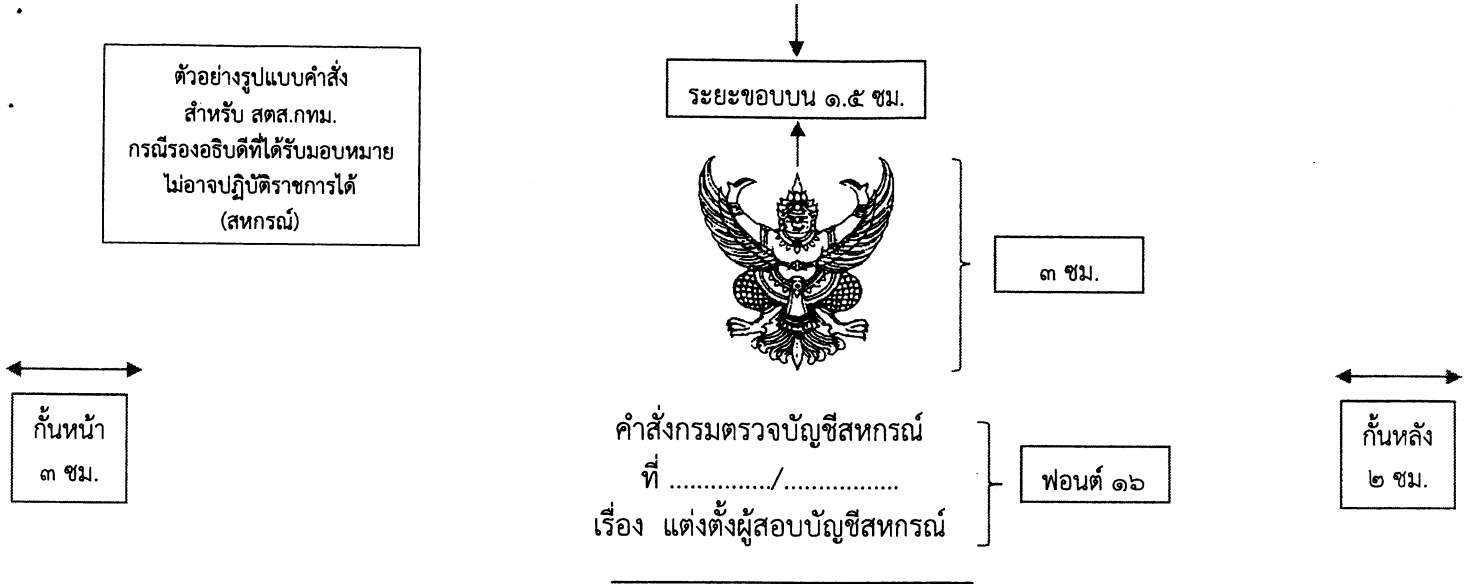 ตัวอย่างรูปแบบคำสั่ง
สำหรับ สตส.กทม.
กรณีรองอธิบดีที่ได้รับมอบหมาย
ไม่อาจปฏิบัติราชการได้
(สหกรณ์)
ระยะขอบบน ๑.๕ ซม.
๓ ซม.
กั้นหน้า
๓ ซม.
กั้นหลัง
๒ ซม.
คำสั่งกรมตรวจบัญชีสหกรณ์
ที่ .............../.................
เรื่อง แต่งตั้งผู้สอบบัญชีสหกรณ์
ฟอนต์ ๑๖